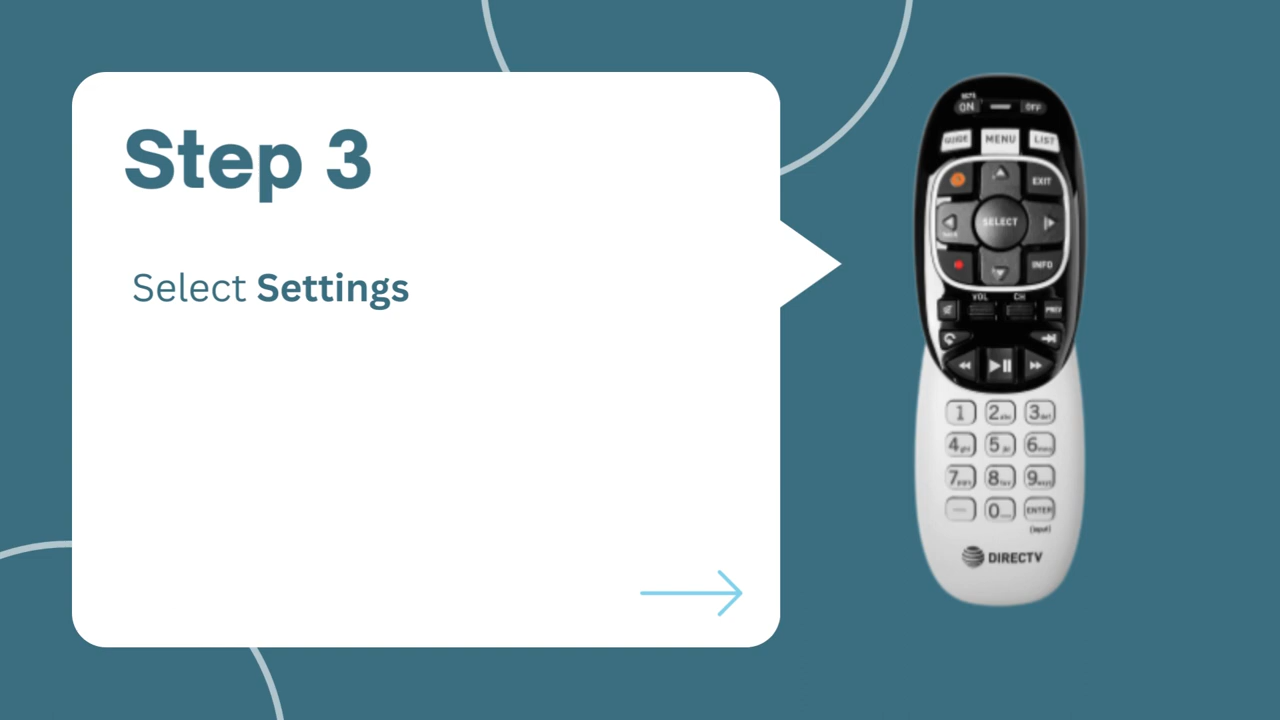 Step 3
Select Settings
ON OFF
GUIDE MENU LIST
EXIT
SELECT
INFO
VOL CH
1 2abc 3def
4ghi 5jkl 6mno
7pqrs 8tuv 9wxyz
0 ENTER
(input)
DIRECTV